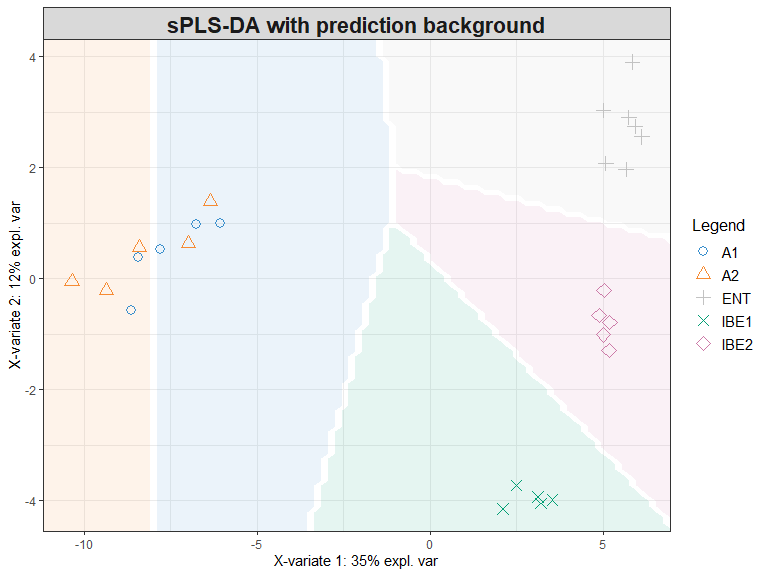 sPLS-DA with prediction background
X-variate 2: 12% expl. var
4
2
0
-2
-4
-10
-5
0
5
X-variate 1: 35% expl. var
Legend
A1
A2
ENT
IBE1
IBE2